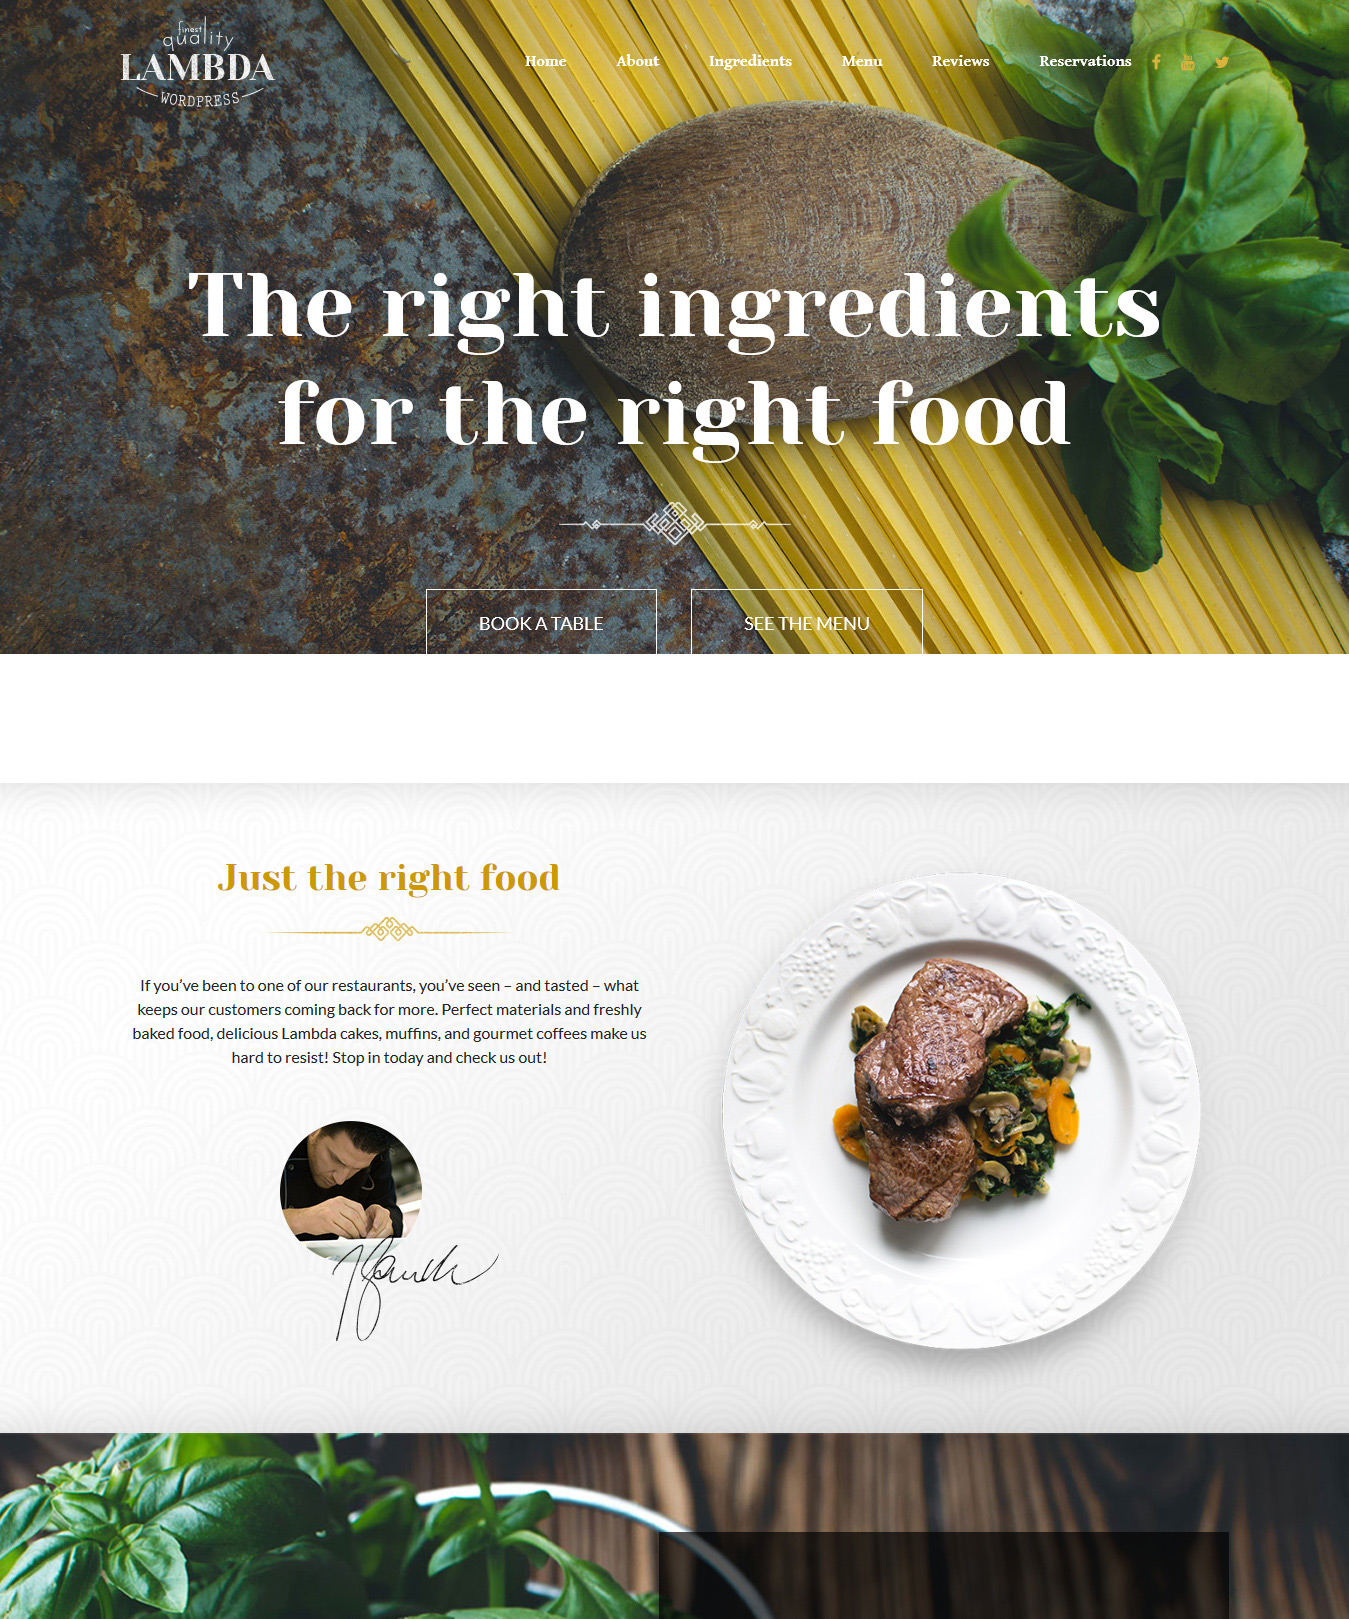 finest
quality
LAMBDA
WORDPRESS
Home About Ingredients Menu Reviews Reservations
The right ingredients
for the right food
BOOK A TABLE SEE THE MENU
Just the right food
If you’ve been to one of our restaurants, you’ve seen – and tasted – what
keeps our customers coming back for more. Perfect materials and freshly
baked food, delicious Lambda cakes, muffins, and gourmet coffees make us
hard to resist! Stop in today and check us out!